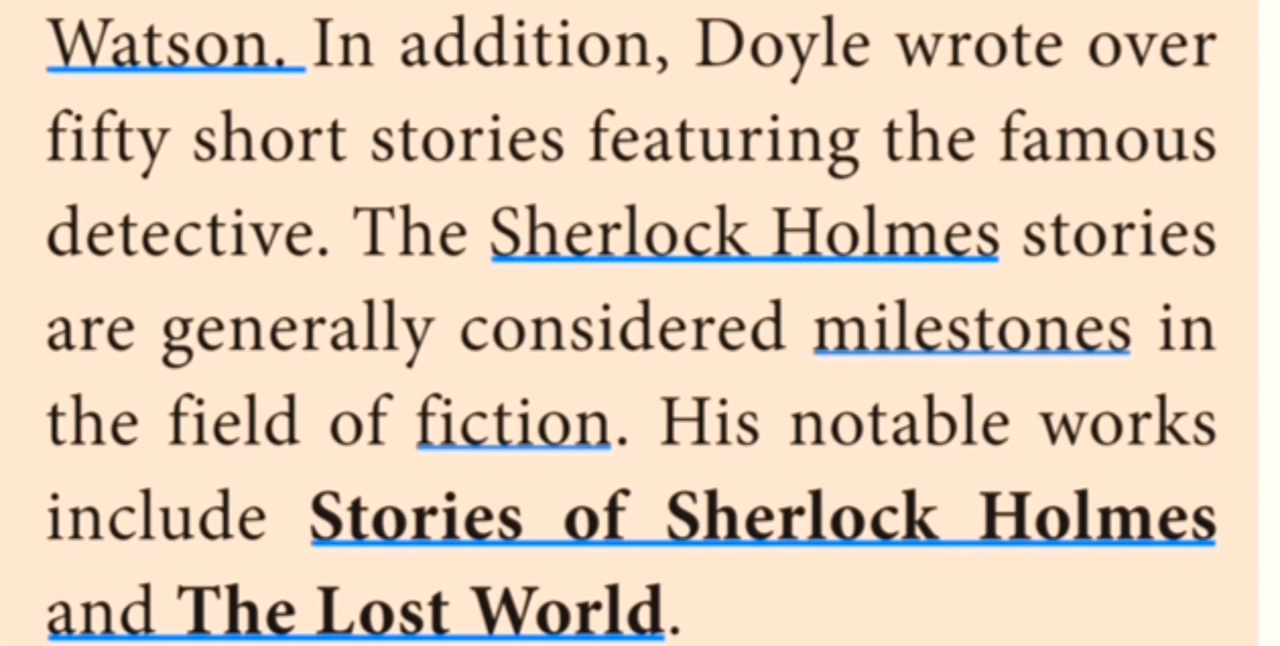 Watson. In addition, Doyle wrote over
fifty short stories featuring the famous
detective. The Sherlock Holmes stories
are generally considered milestones in
the field of fiction. His notable works
include Stories of Sherlock Holmes
and The Lost World.